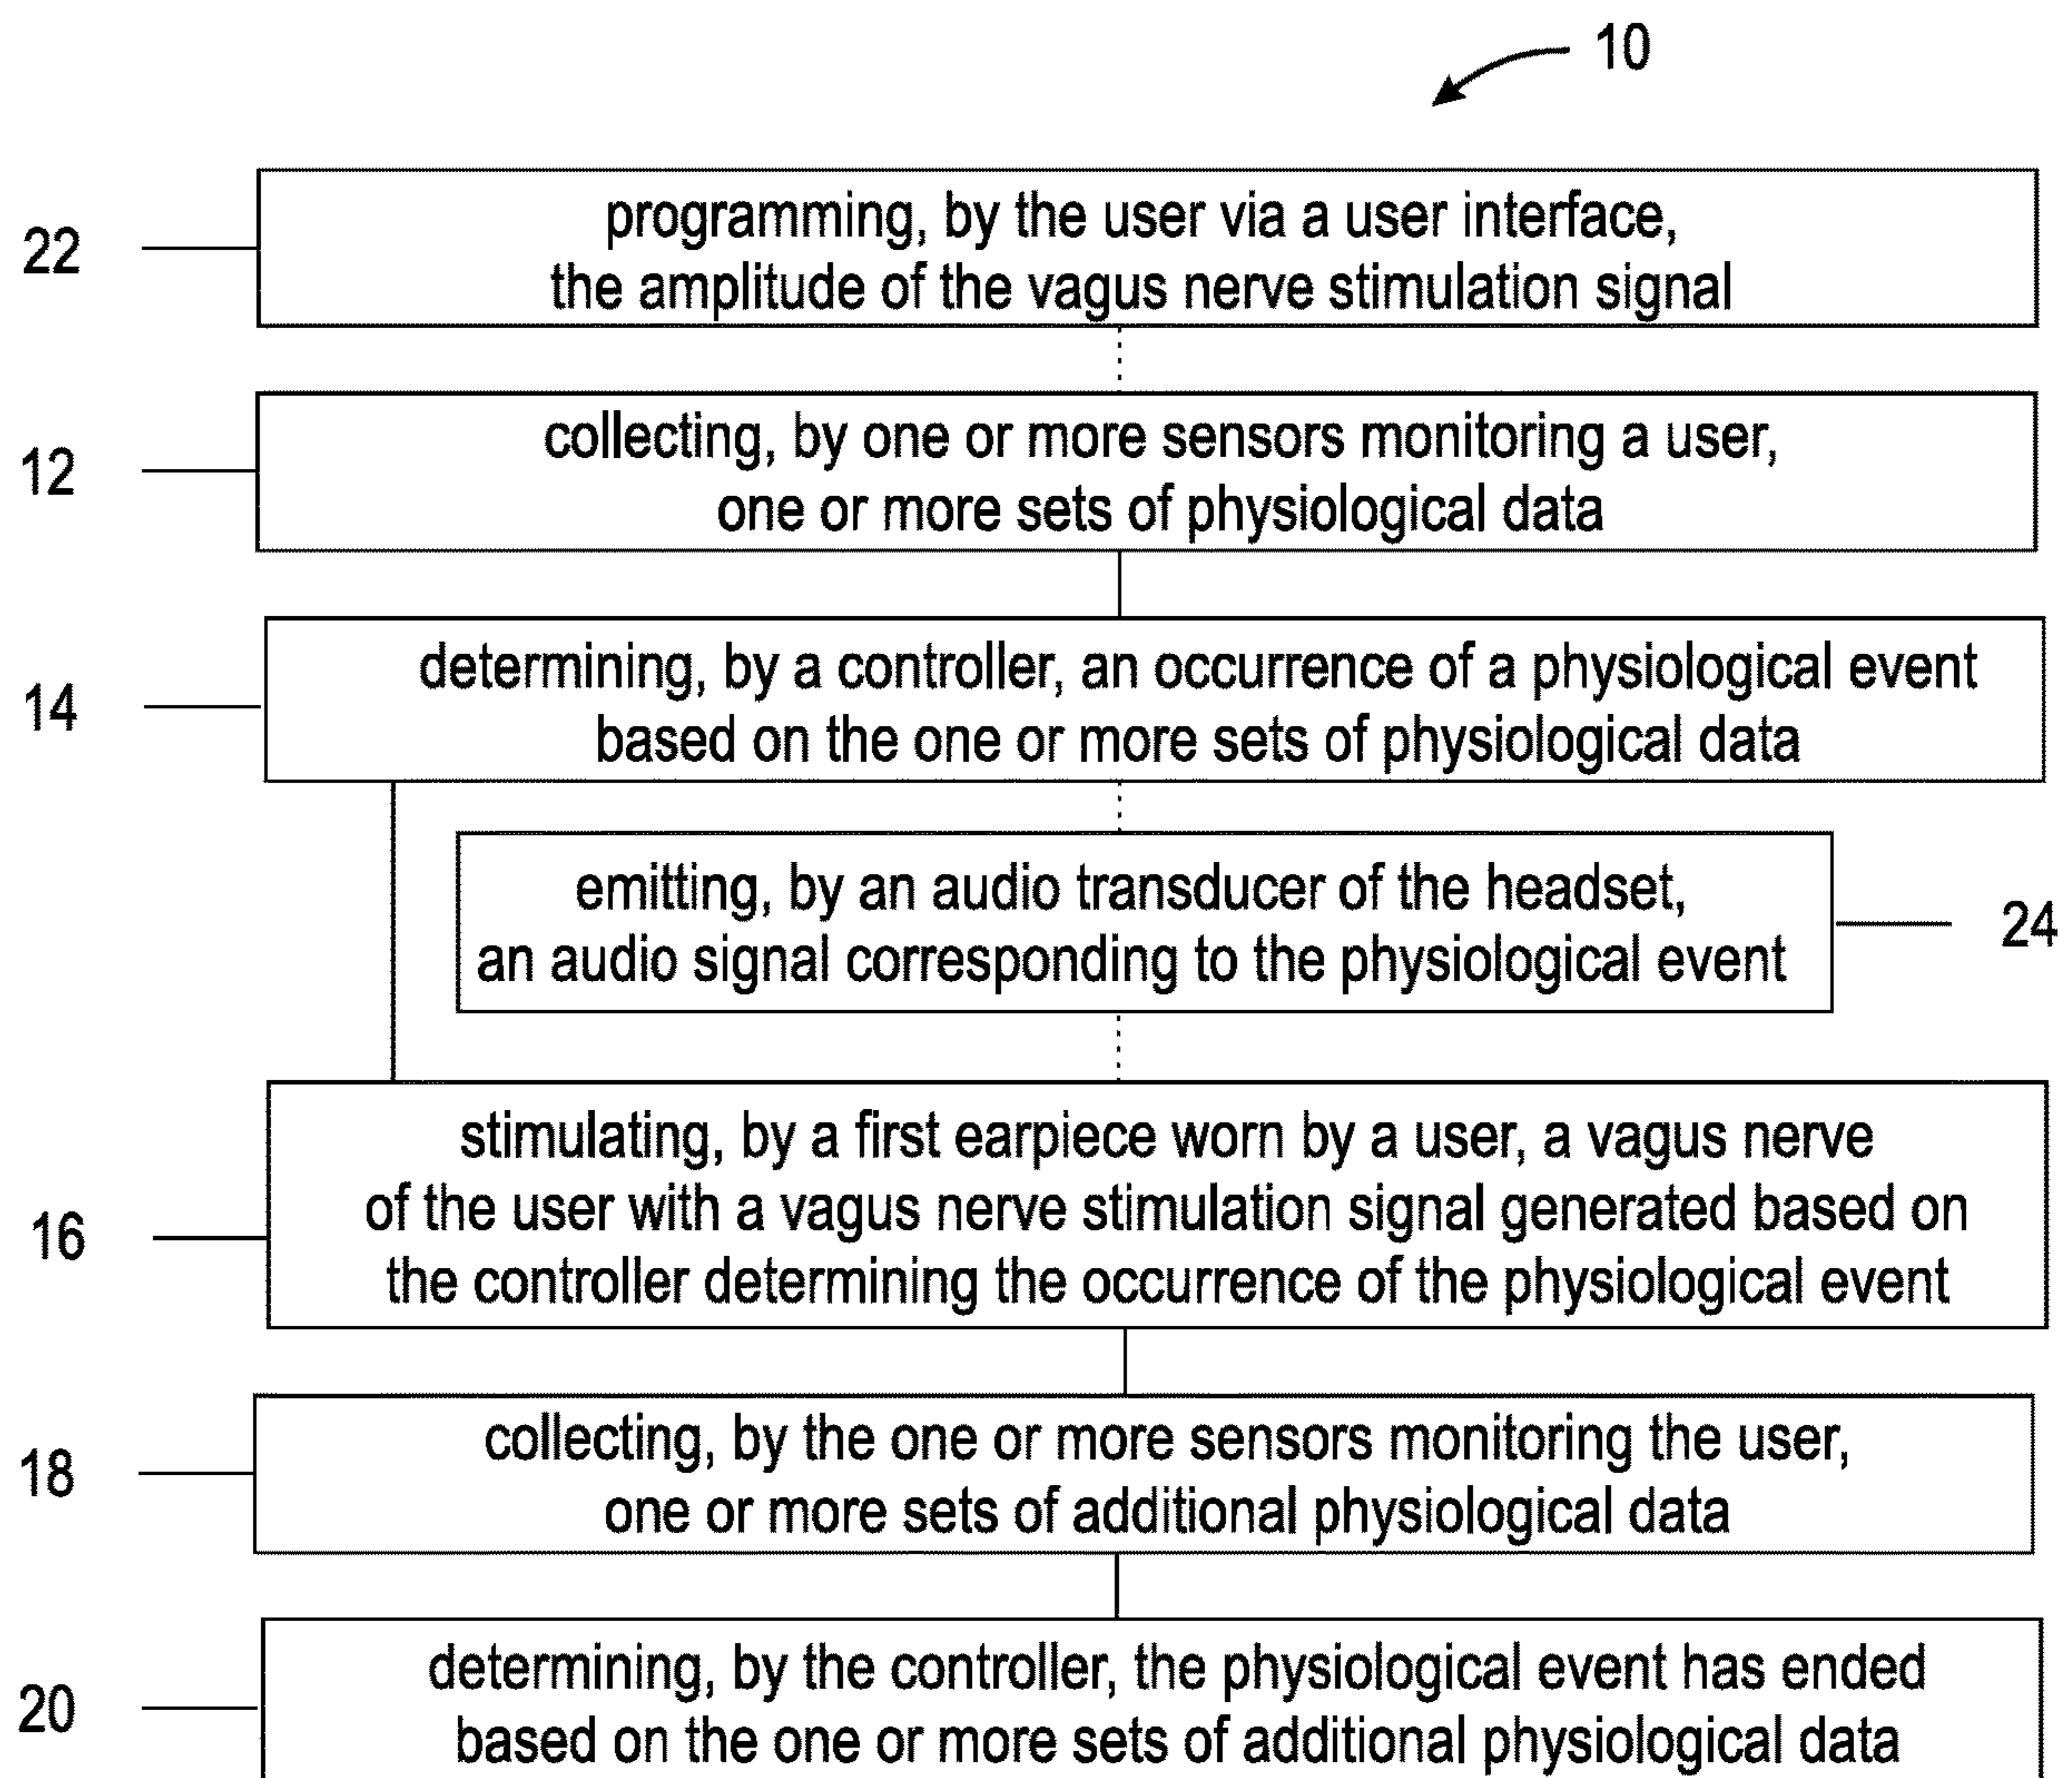 10
22
programming, by the user via a user interface,
the amplitude of the vagus nerve stimulation signal
12
collecting, by one or more sensors monitoring a user,
one or more sets of physiological data
14
determining, by a controller, an occurrence of a physiological event
based on the one or more sets of physiological data
emitting, by an audio transducer of the headset,
an audio signal corresponding to the physiological event
24
16
stimulating, by a first earpiece worn by a user, a vagus nerve
of the user with a vagus nerve stimulation signal generated based on
the controller determining the occurrence of the physiological event
18
collecting, by the one or more sensors monitoring the user,
one or more sets of additional physiological data
20
determining, by the controller, the physiological event has ended
based on the one or more sets of additional physiological data